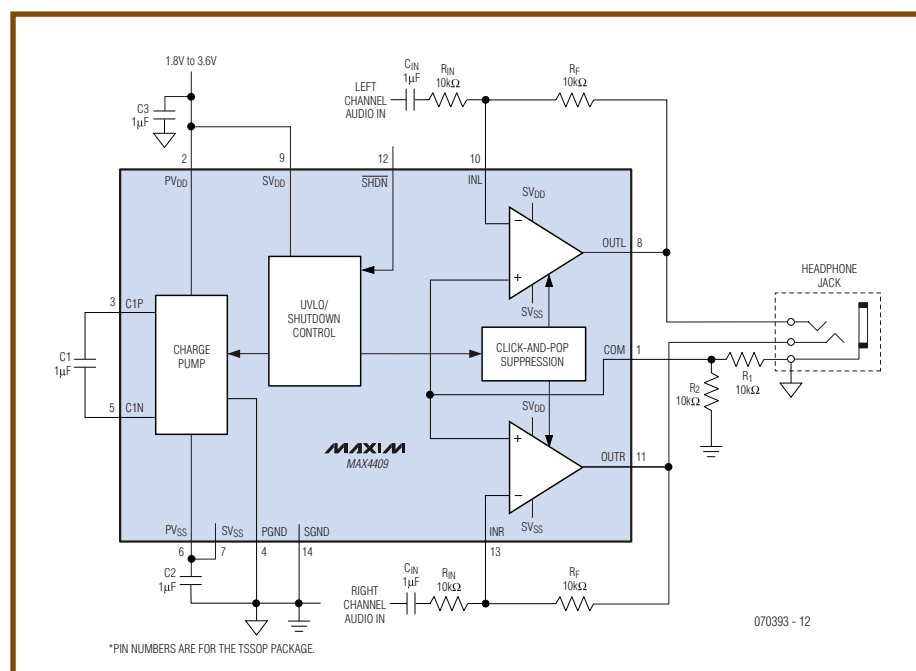 1.8V to 3.6V
C3
1µF
LEFT
CHANNEL
AUDIO IN
CIN
1µF
RIN
10kΩ
RF
10kΩ
2
9
12
10
PVDD
SVDD
SHDN
INL
SVDD
−
+
SVSS
OUTL
8
HEADPHONE
JACK
UVLO/
SHUTDOWN
CONTROL
3
C1P
C1
1µF
5
C1N
CHARGE
PUMP
CLICK-AND-POP
SUPPRESSION
COM
1
R1
10kΩ
R2
10kΩ
SVDD
+
−
SVSS
OUTR
11
MAXIM
MAX4409
PVSS
SVSS
PGND
SGND
INR
6
7
4
14
13
C2
1µF
RIGHT
CHANNEL
AUDIO IN
CIN
1µF
RIN
10kΩ
RF
10kΩ
070393 - 12
*PIN NUMBERS ARE FOR THE TSSOP PACKAGE.